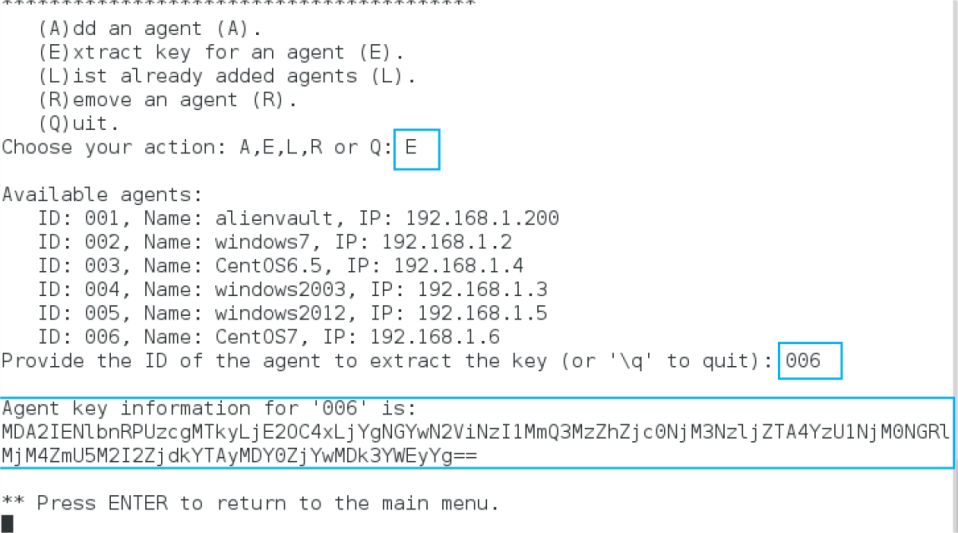 ****************************************
(A)dd an agent (A).
(E)xtract key for an agent (E).
(L)ist already added agents (L).
(R)emove an agent (R).
(Q)uit.
Choose your action: A,E,L,R or Q: E
Available agents:
ID: 001, Name: alienvault, IP: 192.168.1.200
ID: 002, Name: windows7, IP: 192.168.1.2
ID: 003, Name: CentOS6.5, IP: 192.168.1.4
ID: 004, Name: windows2003, IP: 192.168.1.3
ID: 005, Name: windows2012, IP: 192.168.1.5
ID: 006, Name: CentOS7, IP: 192.168.1.6
Provide the ID of the agent to extract the key (or '\q' to quit): 006
Agent key information for '006' is:
MDA2IENlbnRPUzcgMTkyLjE2OC4xLjYgNGYwN2ViNzI1MmQ3MzZhZjc0NjM3NzljZTA4YzU1NjM0NGRl
MjM4ZmU5M2I2ZjdkYTAyMDY0ZjYwMDk3YWEyYg==
** Press ENTER to return to the main menu.